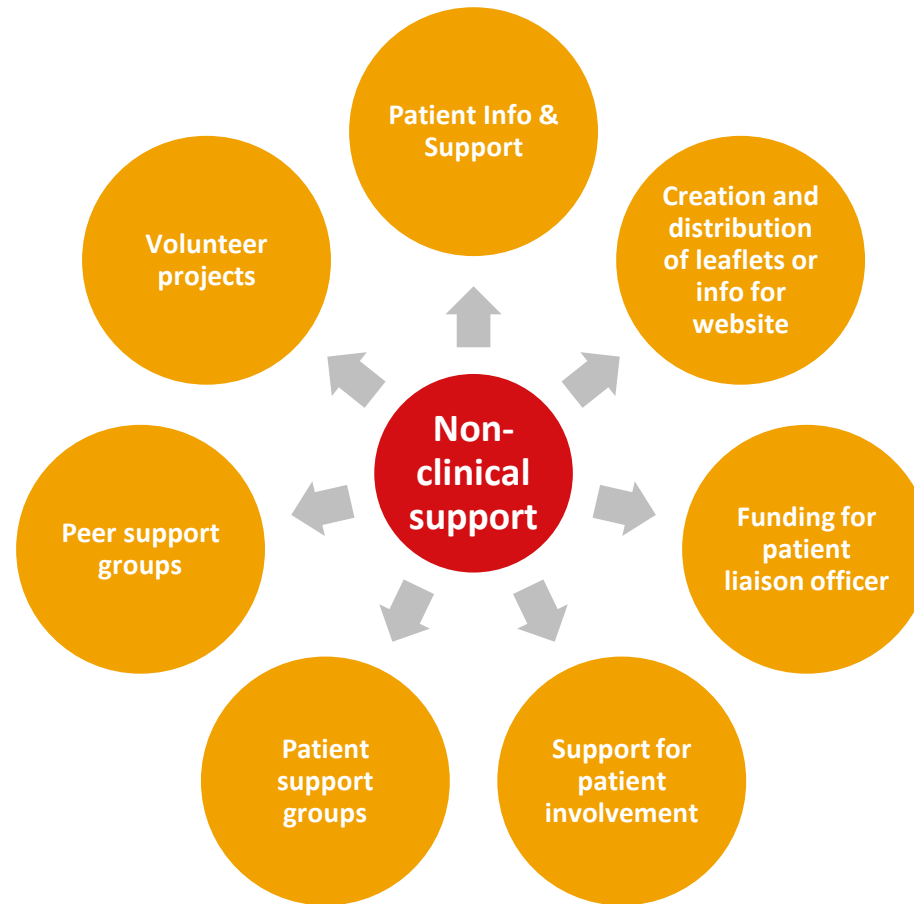 Patient Info &
Support
Creation and
distribution
of leaflets or
info for
website
Funding for
patient
liaison officer
Support for
patient
involvement
Patient
support
groups
Peer support
groups
Volunteer
projects
Non-
clinical
support